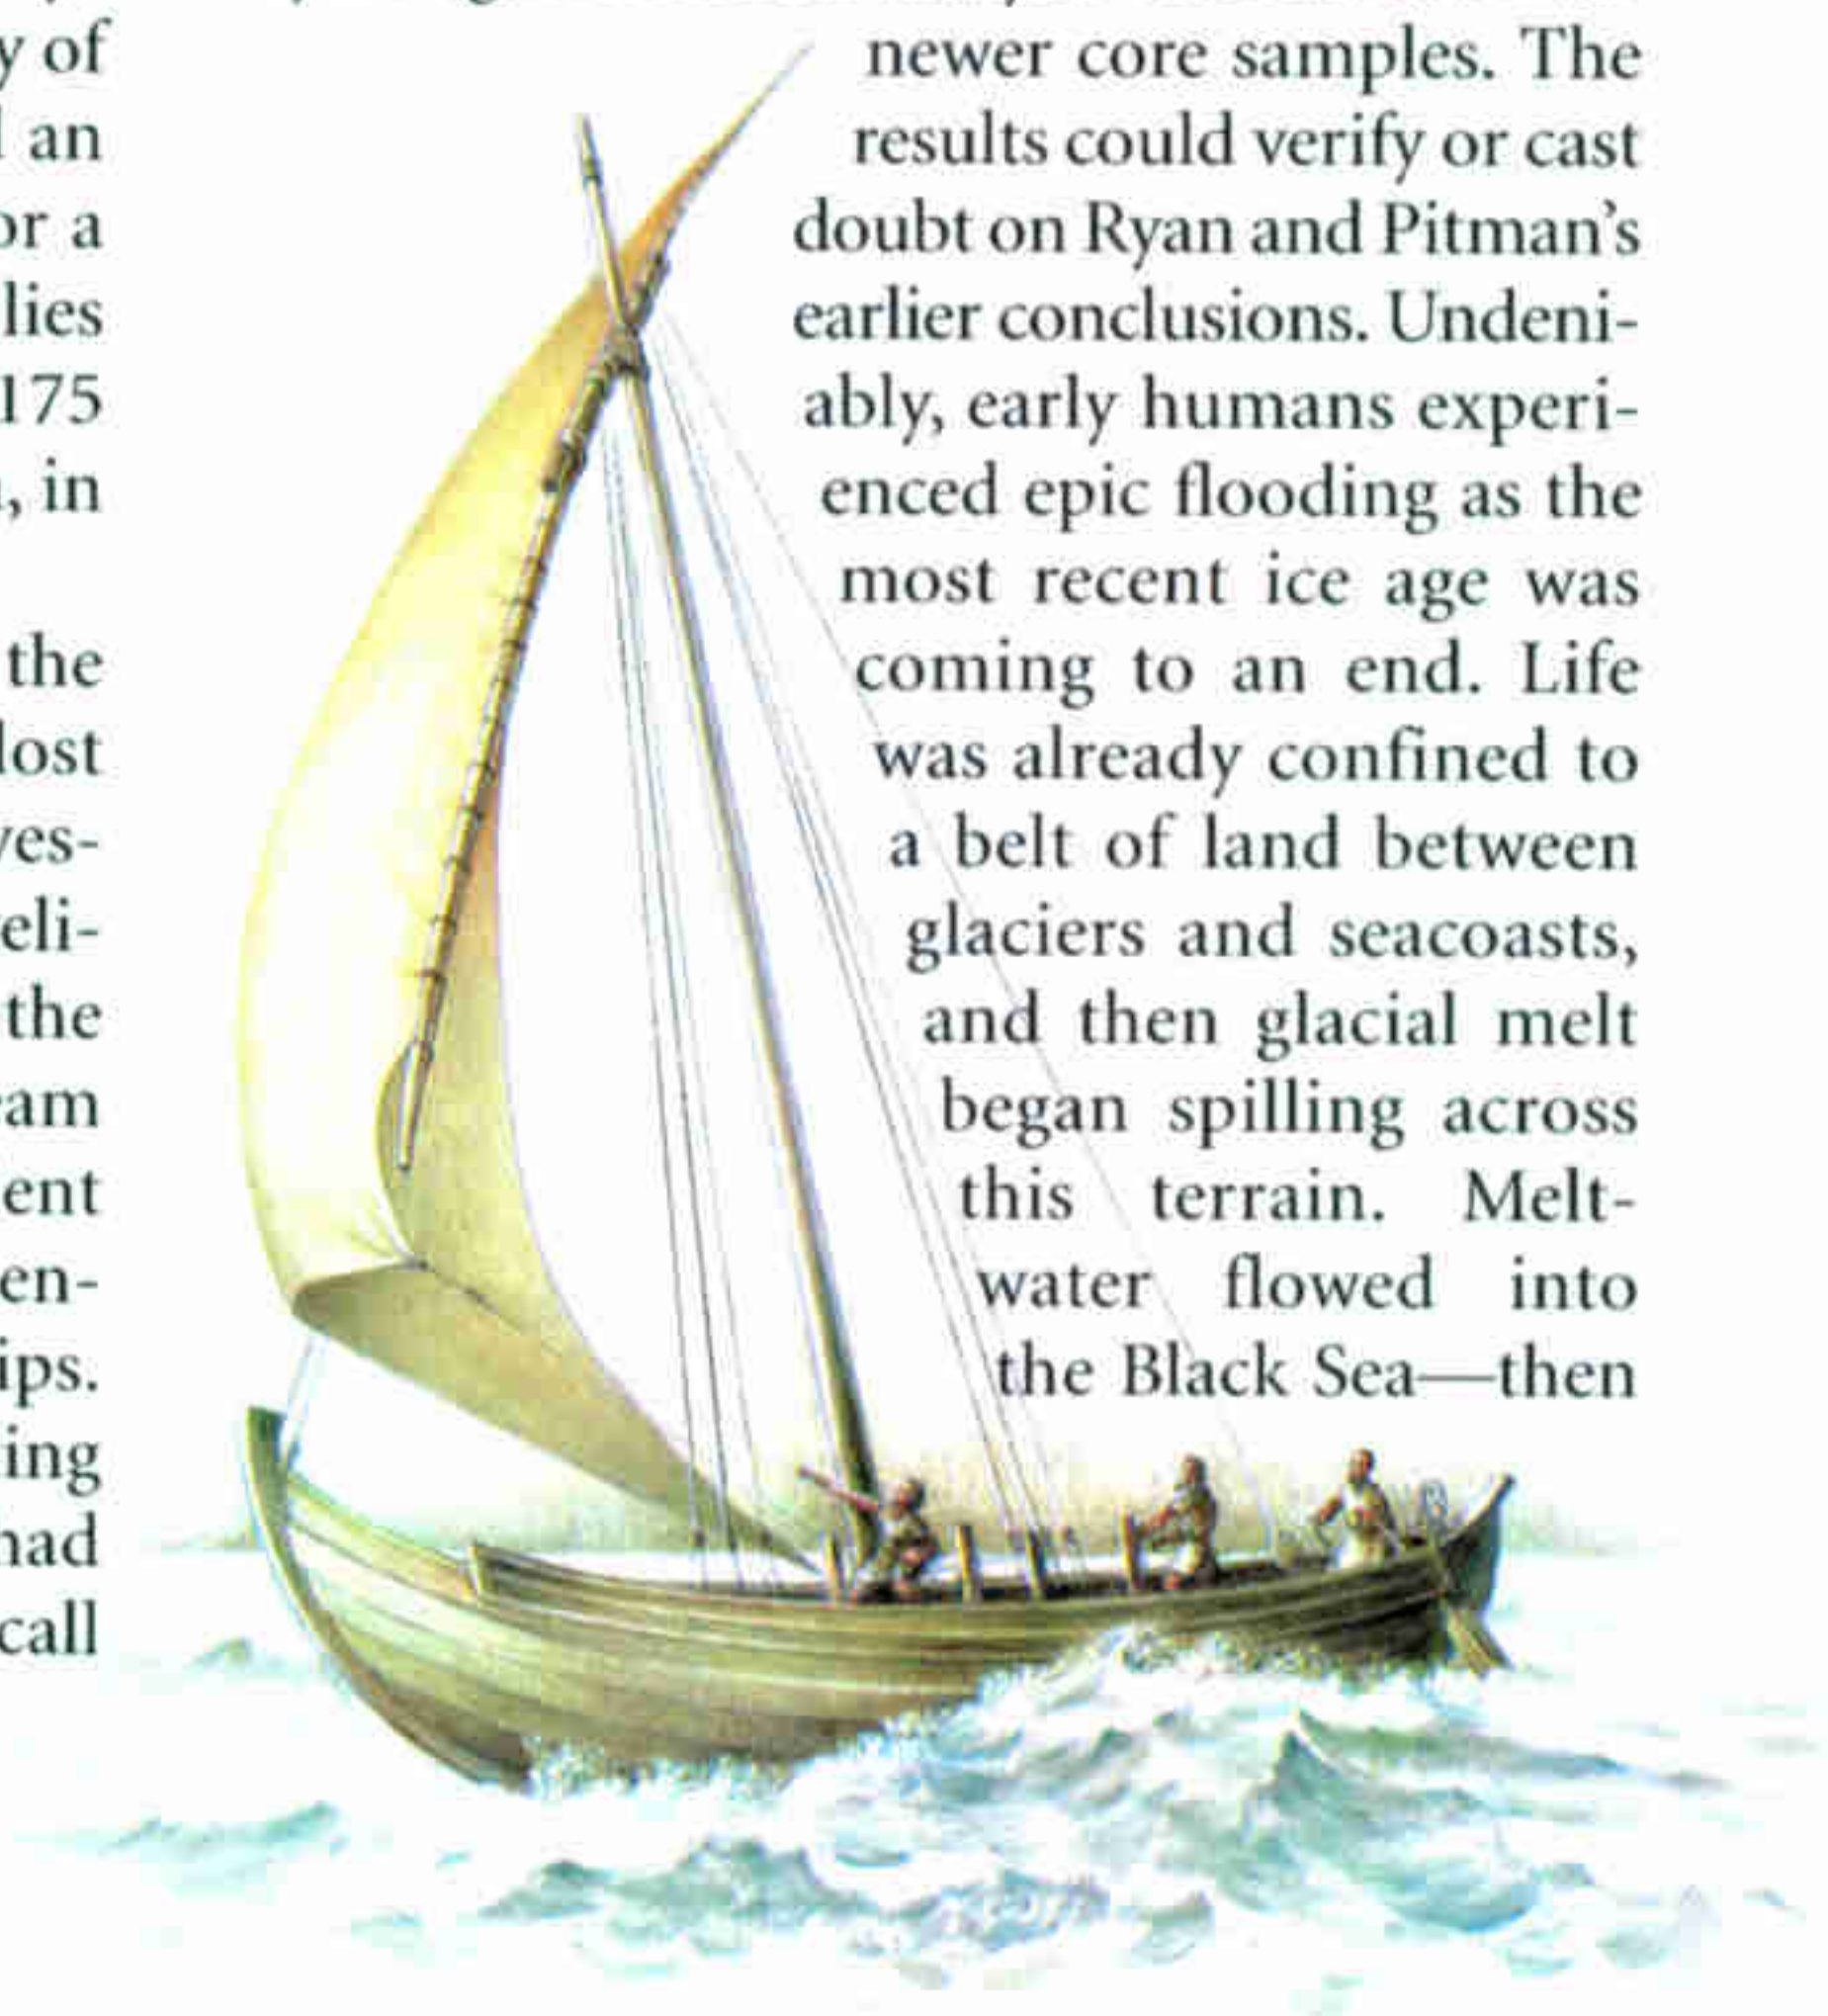 y of
an
or a
lies
175
in
the
lost
ves-
eli-
the
eam
ent
en-
ips.
ing
had
call
newer core samples. The
results could verify or cast
doubt on Ryan and Pitman's
earlier conclusions. Undeni-
ably, early humans experi-
enced epic flooding as the
most recent ice age was
coming to an end. Life
was already confined to
a belt of land between
glaciers and seacoasts,
and then glacial melt
began spilling across
this terrain. Melt-
water flowed into
the Black Sea—then